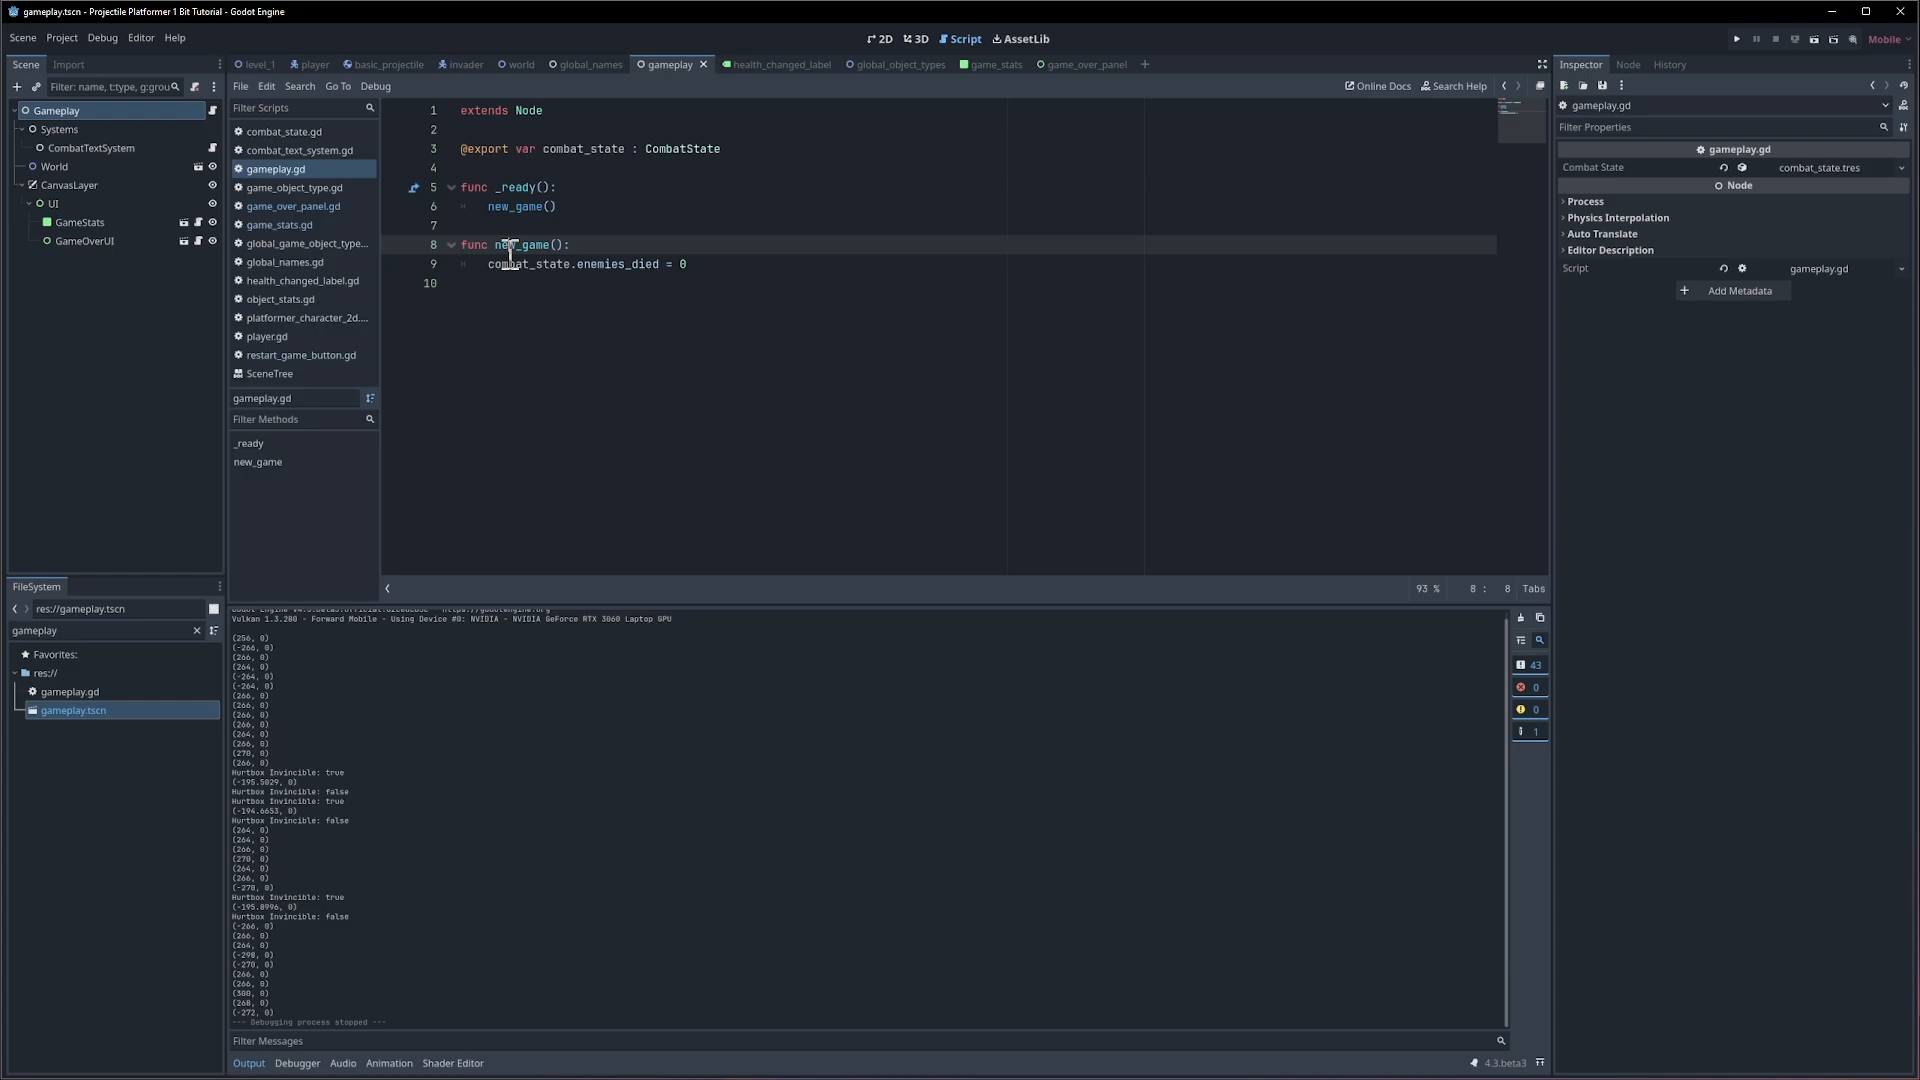 gameplay.tscn - Projectile Platformer 1 Bit Tutorial - Godot Engine
Scene Project Debug Editor Help
2D 3D Script AssetLib
Mobile
Scene Import
level_1 player basic_projectile invader world global_names gameplay health_changed_label global_object_types game_stats game_over_panel
Inspector Node History
Filter: name, t:type, g:grou
File Edit Search Go To Debug
Online Docs Search Help
Gameplay
Systems
CombatTextSystem
World
CanvasLayer
UI
GameStats
GameOverUI
Filter Scripts
combat_state.gd
combat_text_system.gd
gameplay.gd
game_object_type.gd
game_over_panel.gd
game_stats.gd
global_game_object_type...
global_names.gd
health_changed_label.gd
object_stats.gd
platformer_character_2d....
player.gd
restart_game_button.gd
SceneTree
gameplay.gd
Filter Methods
_ready
new_game
1 extends Node
2
3 @export var combat_state : CombatState
4
5 func _ready():
6 new_game()
7
8 func new_game():
9 combat_state.enemies_died = 0
10
93 % 8 : 8 Tabs
gameplay.gd
Filter Properties
gameplay.gd
Combat State combat_state.tres
Node
Process
Physics Interpolation
Auto Translate
Editor Description
Script gameplay.gd
Add Metadata
FileSystem
res://gameplay.tscn
gameplay
Favorites:
res://
gameplay.gd
gameplay.tscn
Vulkan 1.3.280 - Forward Mobile - Using Device #0: NVIDIA - NVIDIA GeForce RTX 3060 Laptop GPU
(256, 0)
(-266, 0)
(266, 0)
(264, 0)
(-264, 0)
(-264, 0)
(266, 0)
(266, 0)
(266, 0)
(266, 0)
(264, 0)
(266, 0)
(270, 0)
(266, 0)
Hurtbox Invincible: true
(-195.5029, 0)
Hurtbox Invincible: false
Hurtbox Invincible: true
(-194.6653, 0)
Hurtbox Invincible: false
(264, 0)
(264, 0)
(266, 0)
(270, 0)
(264, 0)
(266, 0)
(-270, 0)
Hurtbox Invincible: true
(-195.8996, 0)
Hurtbox Invincible: false
(-266, 0)
(266, 0)
(264, 0)
(-298, 0)
(-270, 0)
(266, 0)
(266, 0)
(300, 0)
(268, 0)
(-272, 0)
--- Debugging process stopped ---
43
0
0
1
Filter Messages
Output Debugger Audio Animation Shader Editor
4.3.beta3